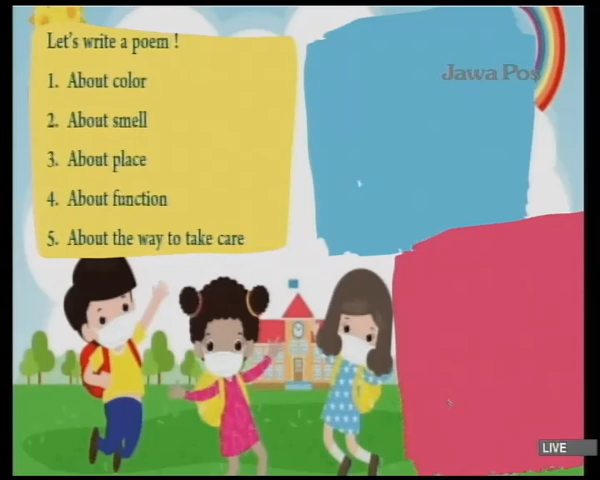 Let's write a poem !
1. About color
2. About smell
3. About place
4. About function
5. About the way to take care
Jawa Pos
LIVE